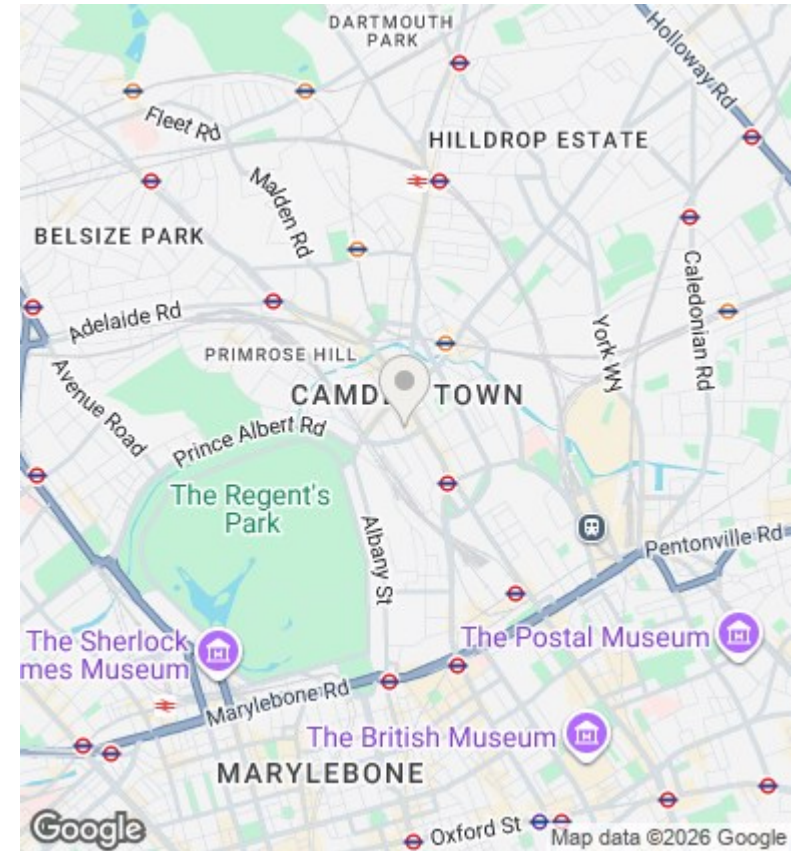 DARTMOUTH
PARK
Holloway Rd
Fleet Rd
HILLDROP ESTATE
Malden Rd
BELSIZE PARK
Caledonian Rd
Adelaide Rd
York Wy
PRIMROSE HILL
Avenue Road
CAMD TOWN
Prince Albert Rd
The Regent's
Park
Albany St
Pentonville Rd
The Sherlock
mes Museum
The Postal Museum
Marylebone Rd
The British Museum
MARYLEBONE
Oxford St
Google
Map data ©2026 Google